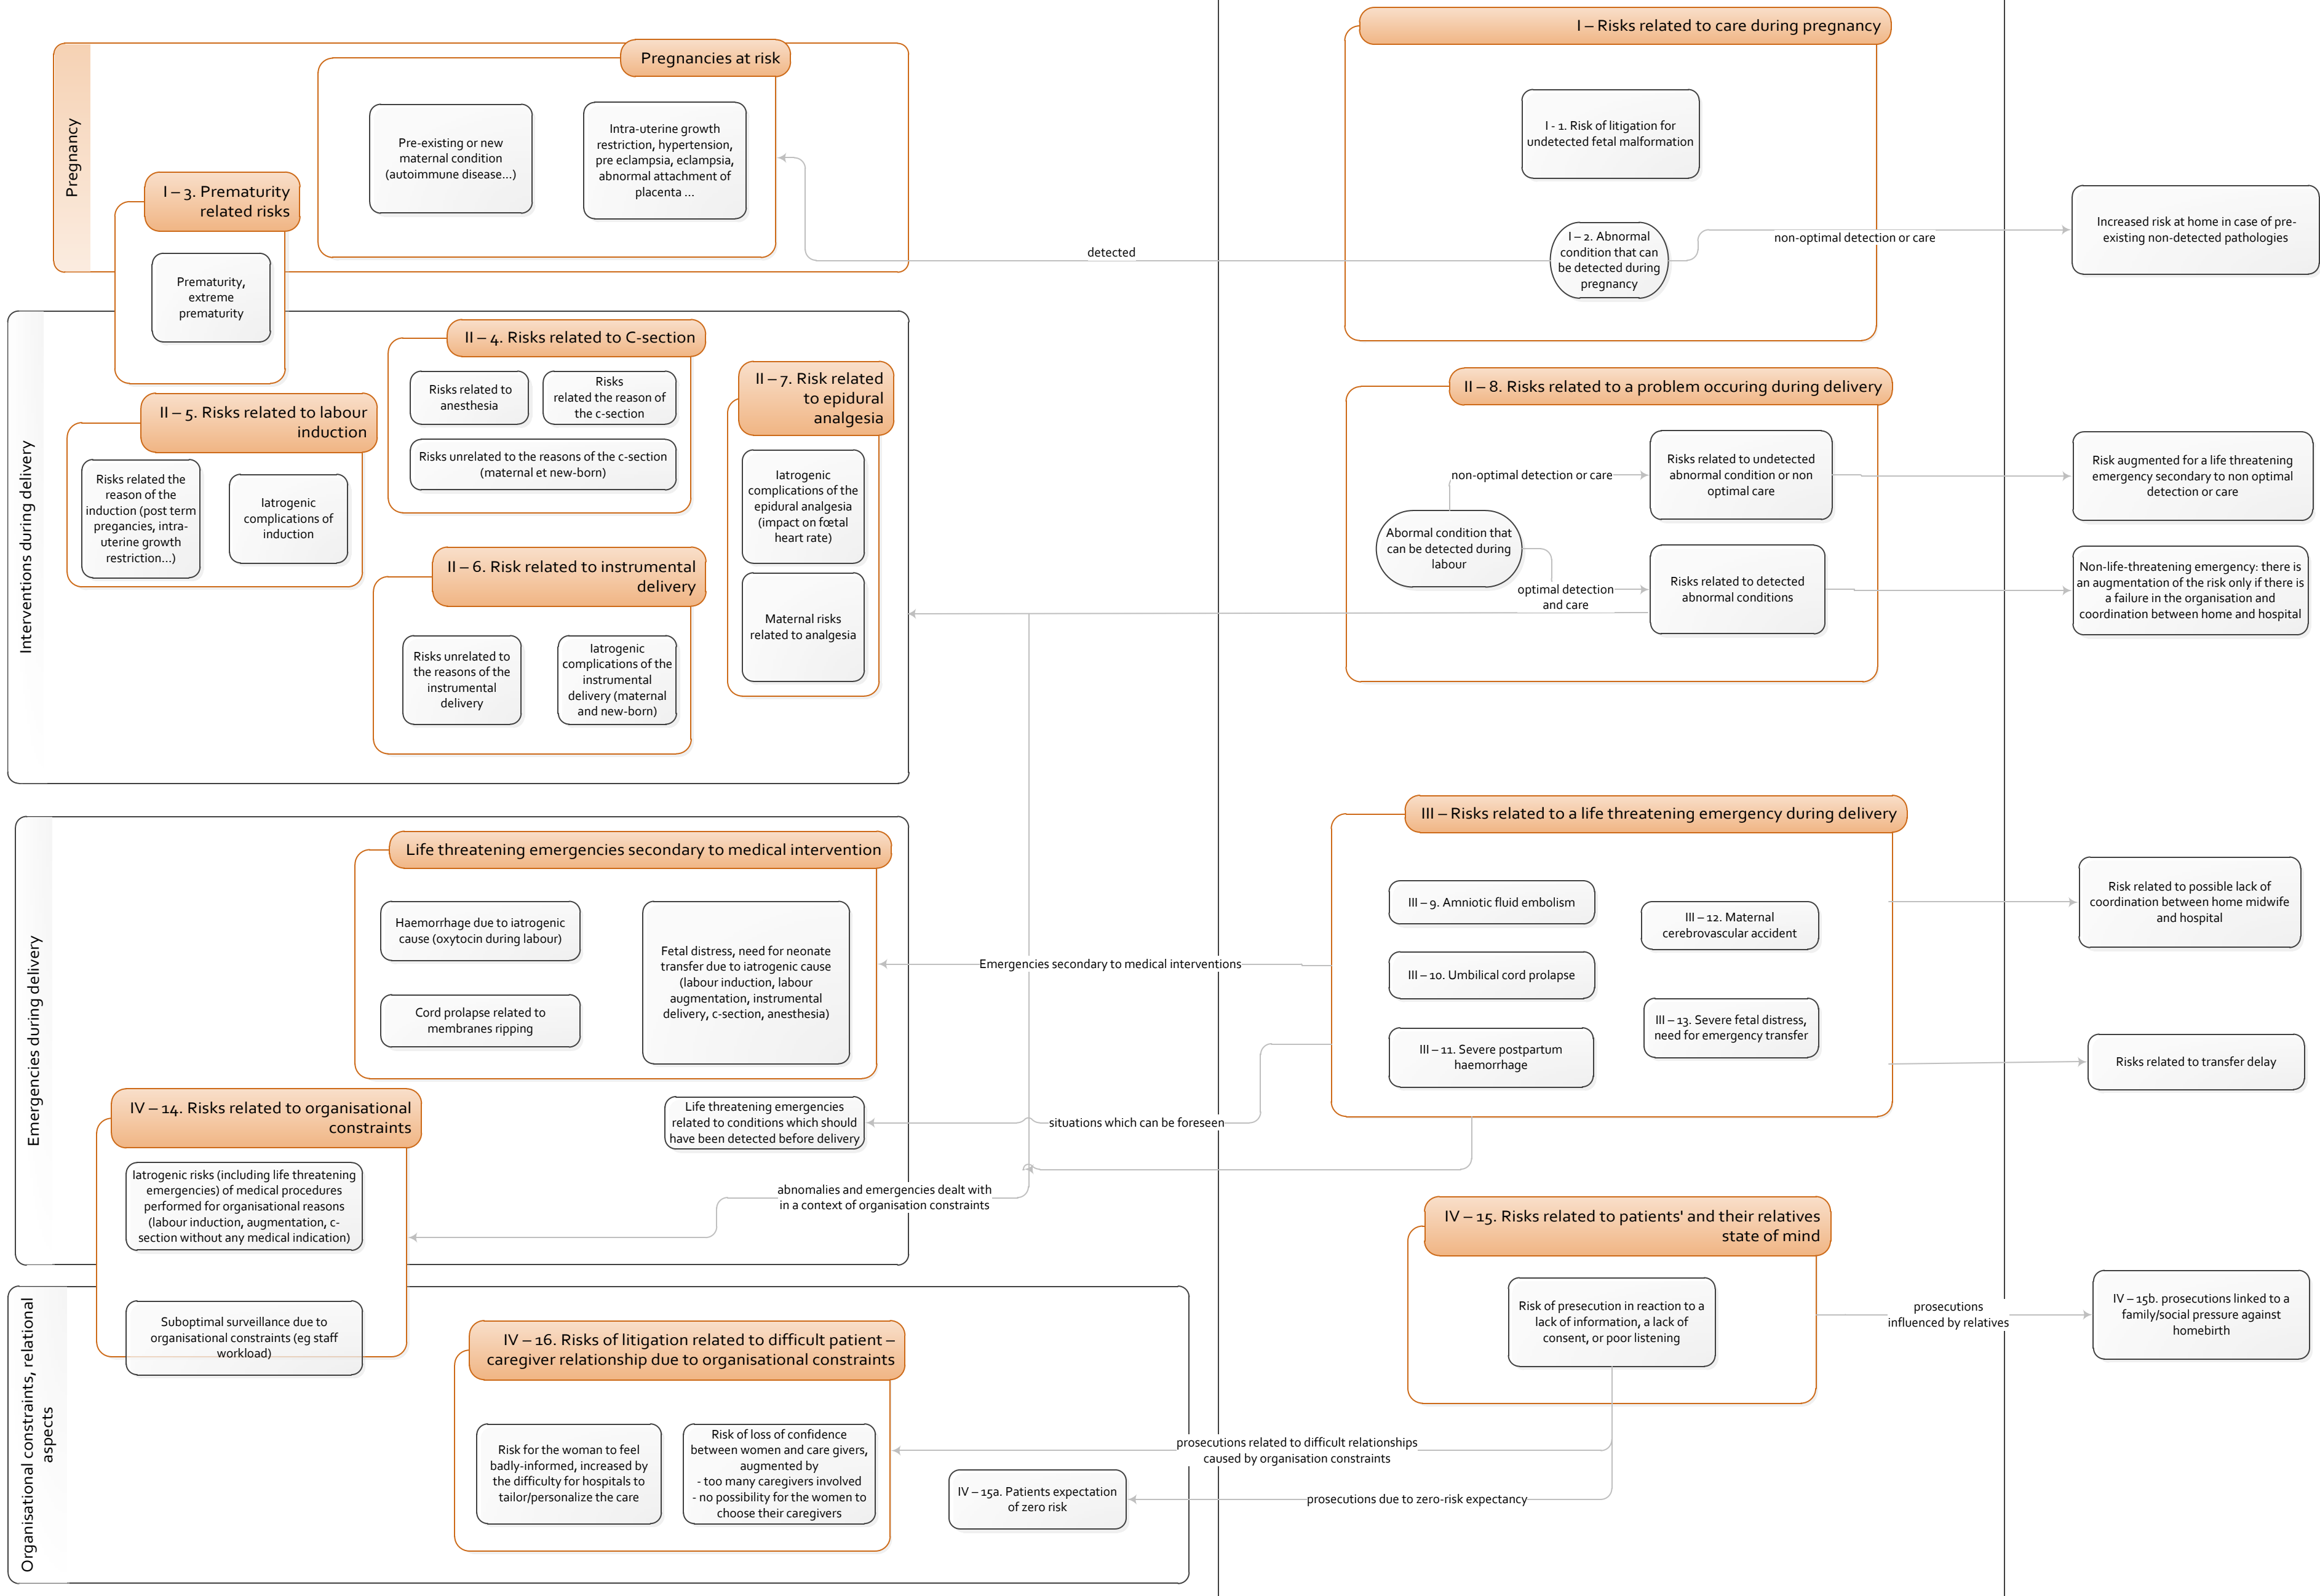 Pregnancy
Pregnancies at risk
Pre-existing or new
maternal condition
(autoimmune disease...)
Intra-uterine growth
restriction, hypertension,
pre eclampsia, eclampsia,
abnormal attachment of
placenta ...
I – 3. Prematurity
related risks
Prematurity,
extreme
prematurity
detected
I – Risks related to care during pregnancy
I - 1. Risk of litigation for
undetected fetal malformation
I – 2. Abnormal
condition that can
be detected during
pregnancy
non-optimal detection or care
Increased risk at home in case of pre-
existing non-detected pathologies
Interventions during delivery
II – 4. Risks related to C-section
Risks related to
anesthesia
Risks
related the reason of
the c-section
Risks unrelated to the reasons of the c-section
(maternal et new-born)
II – 5. Risks related to labour
induction
Risks related the
reason of the
induction (post term
pregancies, intra-
uterine growth
restriction...)
Iatrogenic
complications of
induction
II – 6. Risk related to instrumental
delivery
Risks unrelated to
the reasons of the
instrumental
delivery
Iatrogenic
complications of the
instrumental
delivery (maternal
and new-born)
II – 7. Risk related
to epidural
analgesia
Iatrogenic
complications of the
epidural analgesia
(impact on fœtal
heart rate)
Maternal risks
related to analgesia
II – 8. Risks related to a problem occuring during delivery
non-optimal detection or care
Risks related to undetected
abnormal condition or non
optimal care
Abormal condition that
can be detected during
labour
optimal detection
and care
Risks related to detected
abnormal conditions
Risk augmented for a life threatening
emergency secondary to non optimal
detection or care
Non-life-threatening emergency: there is
an augmentation of the risk only if there is
a failure in the organisation and
coordination between home and hospital
Emergencies during delivery
Life threatening emergencies secondary to medical intervention
Haemorrhage due to iatrogenic
cause (oxytocin during labour)
Cord prolapse related to
membranes ripping
Fetal distress, need for neonate
transfer due to iatrogenic cause
(labour induction, labour
augmentation, instrumental
delivery, c-section, anesthesia)
Life threatening emergencies
related to conditions which should
have been detected before delivery
Emergencies secondary to medical interventions
situations which can be foreseen
abnomalies and emergencies dealt with
in a context of organisation constraints
III – Risks related to a life threatening emergency during delivery
III – 9. Amniotic fluid embolism
III – 10. Umbilical cord prolapse
III – 11. Severe postpartum
haemorrhage
III – 12. Maternal
cerebrovascular accident
III – 13. Severe fetal distress,
need for emergency transfer
Risk related to possible lack of
coordination between home midwife
and hospital
Risks related to transfer delay
IV – 14. Risks related to organisational
constraints
Iatrogenic risks (including life threatening
emergencies) of medical procedures
performed for organisational reasons
(labour induction, augmentation, c-
section without any medical indication)
Suboptimal surveillance due to
organisational constraints (eg staff
workload)
Organisational constraints, relational
aspects
IV – 16. Risks of litigation related to difficult patient –
caregiver relationship due to organisational constraints
Risk for the woman to feel
badly-informed, increased by
the difficulty for hospitals to
tailor/personalize the care
Risk of loss of confidence
between women and care givers,
augmented by
- too many caregivers involved
- no possibility for the women to
choose their caregivers
IV – 15a. Patients expectation
of zero risk
prosecutions related to difficult relationships
caused by organisation constraints
prosecutions due to zero-risk expectancy
IV – 15. Risks related to patients' and their relatives
state of mind
Risk of presecution in reaction to a
lack of information, a lack of
consent, or poor listening
prosecutions
influenced by relatives
IV – 15b. prosecutions linked to a
family/social pressure against
homebirth